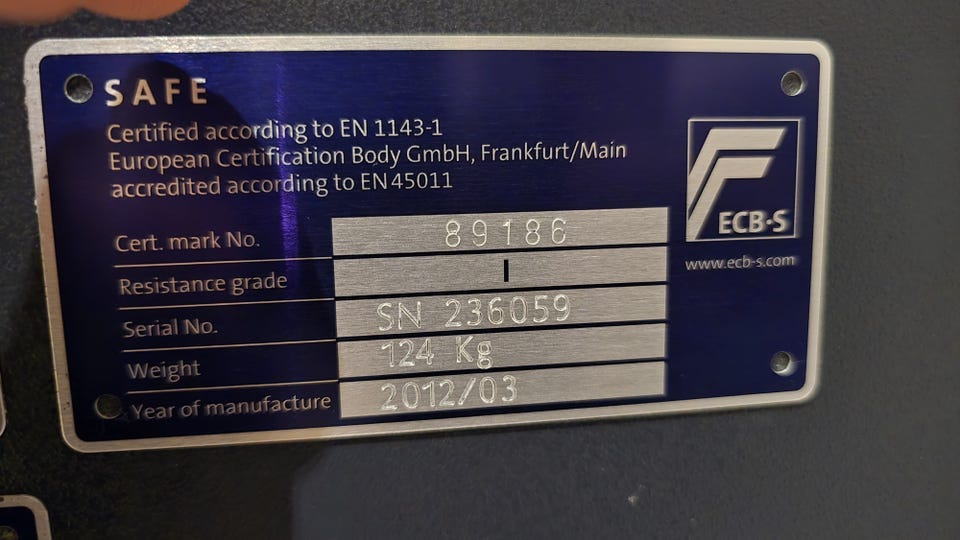 SAFE
Certified according to EN 1143-1
European Certification Body GmbH, Frankfurt/Main
accredited according to EN 45011
ECB·S
www.ecb-s.com
Cert. mark No. 89186
Resistance grade I
Serial No. SN 236059
Weight 124 Kg
Year of manufacture 2012/03